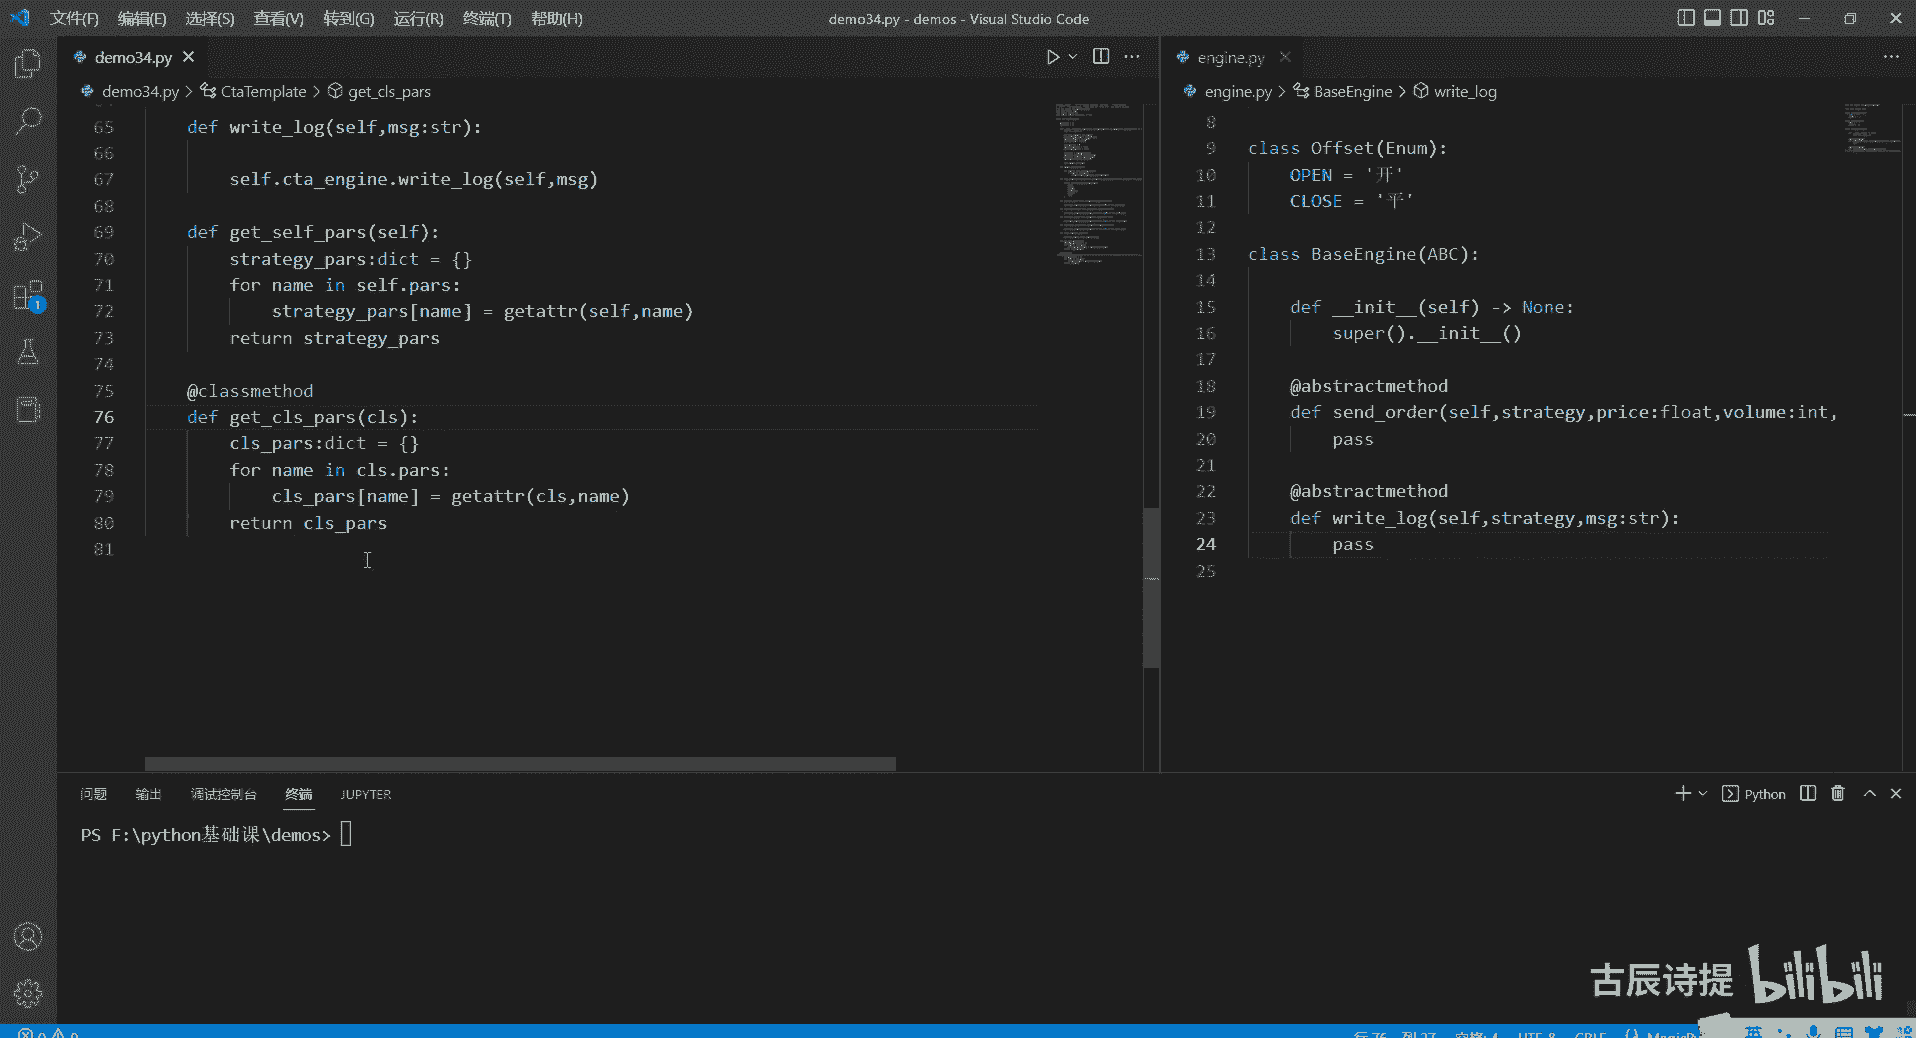 文件(F) 编辑(E) 选择(S) 查看(V) 转到(G) 运行(R) 终端(T) 帮助(H)
demo34.py - demos - Visual Studio Code
demo34.py
demo34.py > CtaTemplate > get_cls_pars
65 def write_log(self,msg:str):
66
67 self.cta_engine.write_log(self,msg)
68
69 def get_self_pars(self):
70 strategy_pars:dict = {}
71 for name in self.pars:
72 strategy_pars[name] = getattr(self,name)
73 return strategy_pars
74
75 @classmethod
76 def get_cls_pars(cls):
77 cls_pars:dict = {}
78 for name in cls.pars:
79 cls_pars[name] = getattr(cls,name)
80 return cls_pars
81
engine.py
engine.py > BaseEngine > write_log
8
9 class Offset(Enum):
10 OPEN = '开'
11 CLOSE = '平'
12
13 class BaseEngine(ABC):
14
15 def __init__(self) -> None:
16 super().__init__()
17
18 @abstractmethod
19 def send_order(self,strategy,price:float,volume:int,
20 pass
21
22 @abstractmethod
23 def write_log(self,strategy,msg:str):
24 pass
25
1
问题 输出 调试控制台 终端 JUPYTER
Python
PS F:\python基础课\demos>
古辰诗提 bilibili
行 76, 列 27 空格: 4 UTF-8 CRLF
英